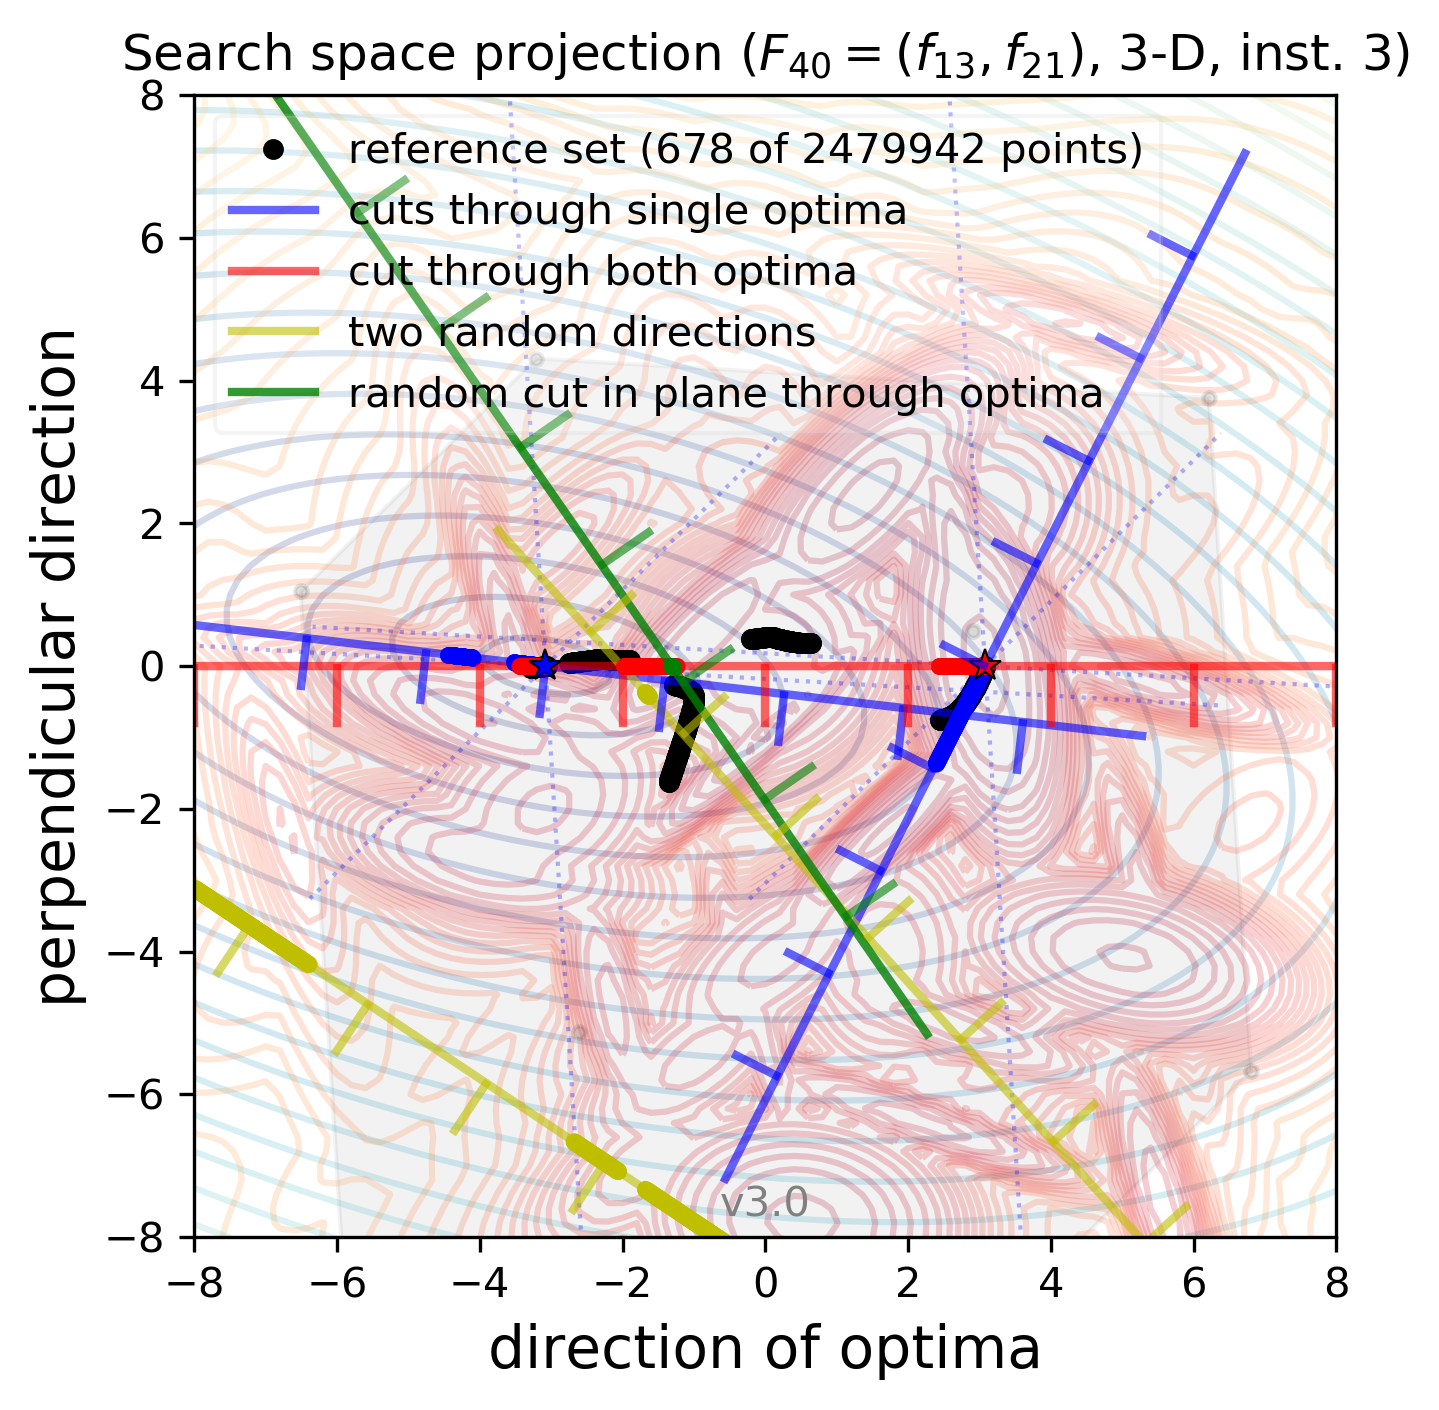 Search space projection (F40 = (f13, f21), 3-D, inst. 3)
reference set (678 of 2479942 points)
cuts through single optima
cut through both optima
two random directions
random cut in plane through optima
perpendicular direction
8
6
4
2
0
−2
−4
−6
−8
v3.0
−8 −6 −4 −2 0 2 4 6 8
direction of optima